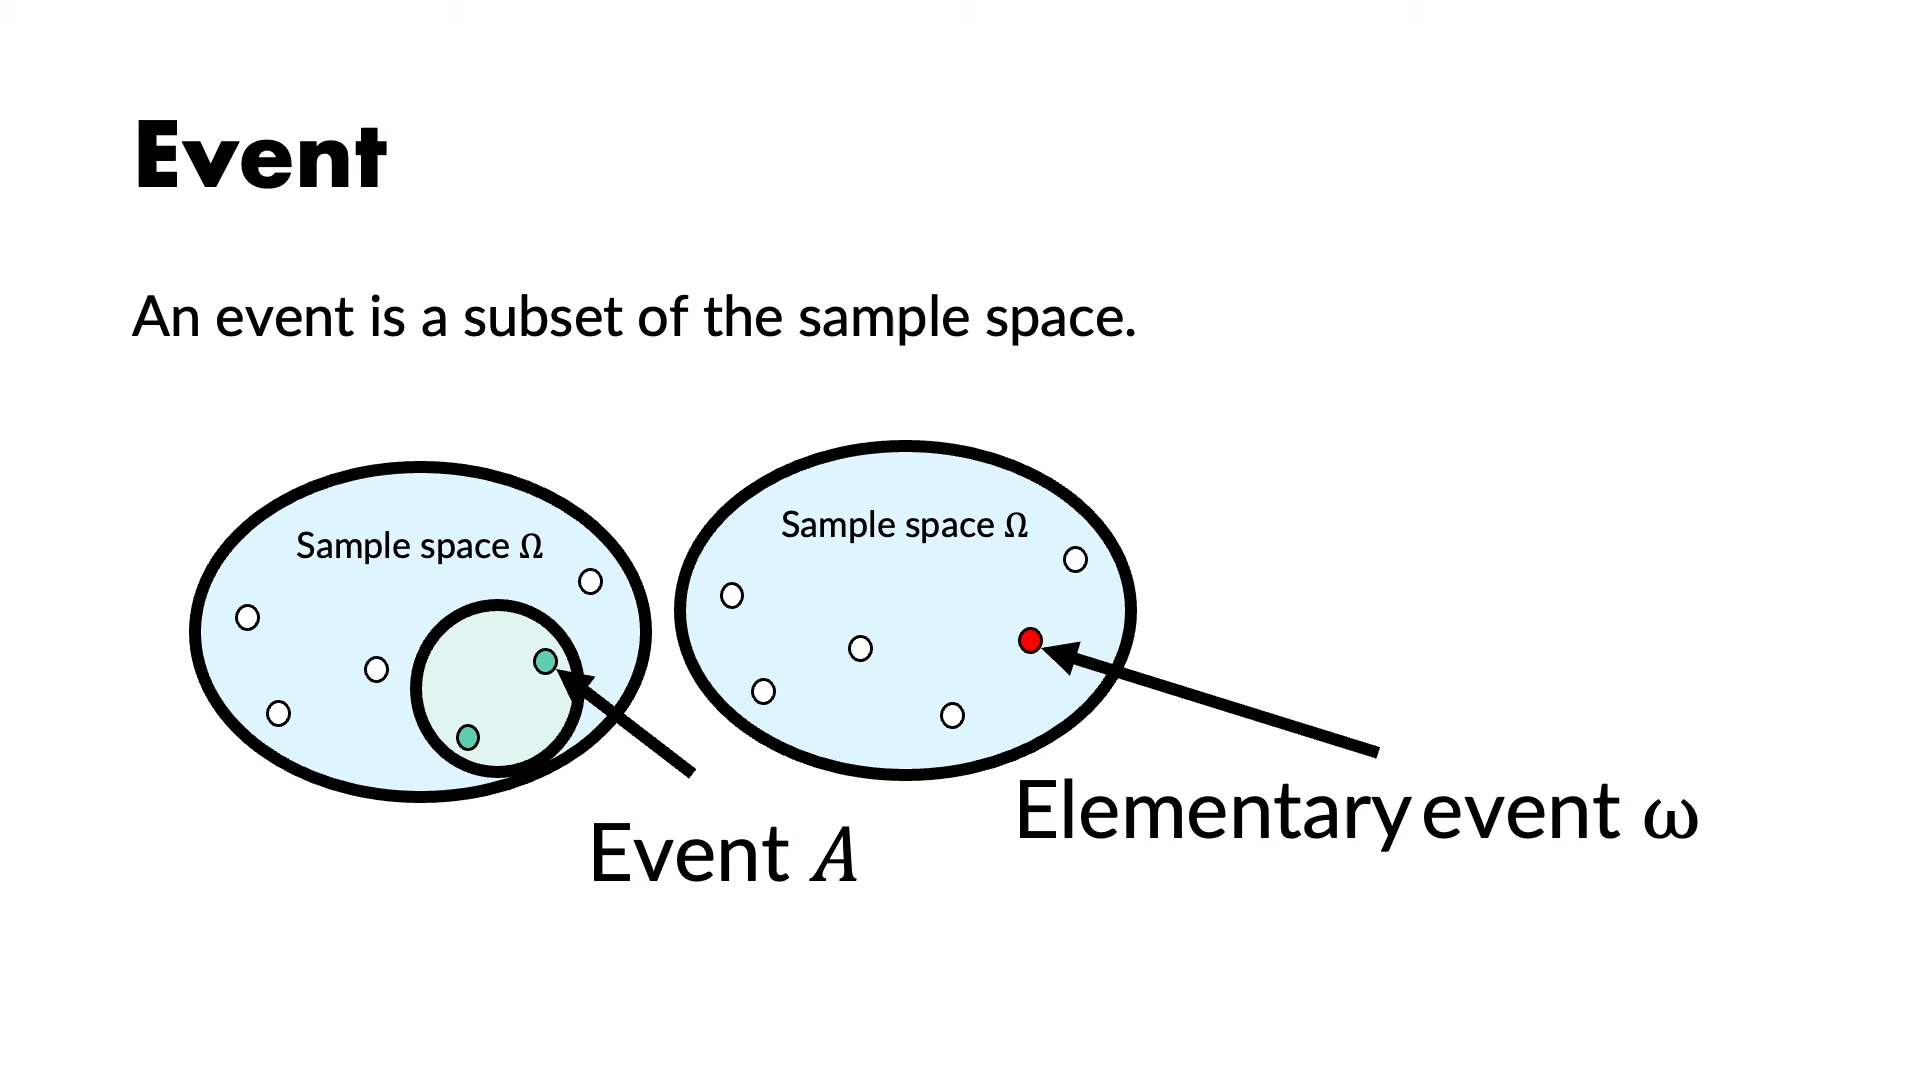 Event
An event is a subset of the sample space.
Sample space Ω
Sample space Ω
Event A
Elementary event ω